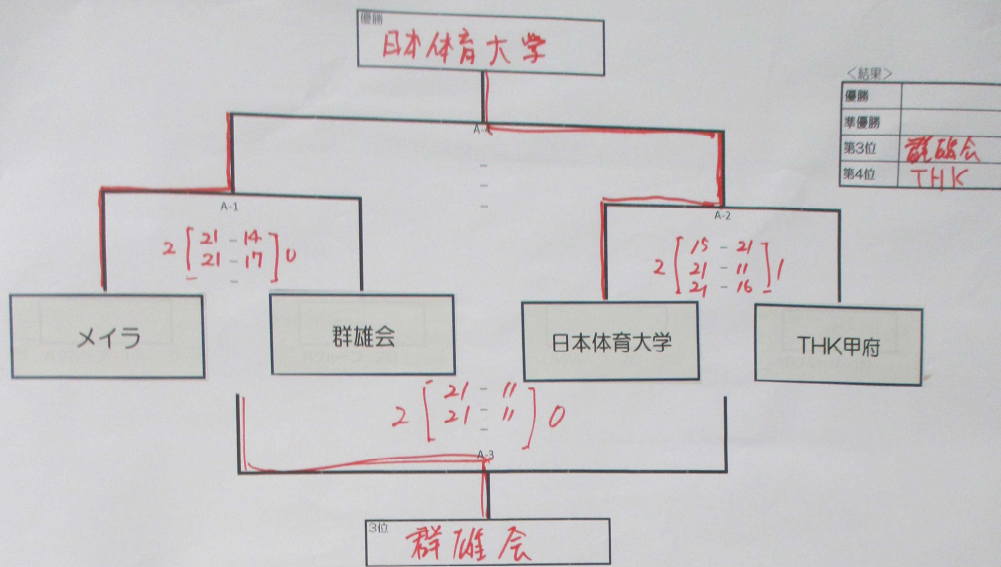 優勝
日本体育大学
<結果>
優勝
準優勝
第3位 群雄会
第4位 THK
A-4
A-1
2 [ 21 - 14 ] 0
21 - 17
-
A-2
2 [ 15 - 21 ] 1
21 - 11
21 - 16
メイラ
群雄会
日本体育大学
THK甲府
2 [ 21 - 11 ] 0
21 - 11
-
A-3
3位
群雄会